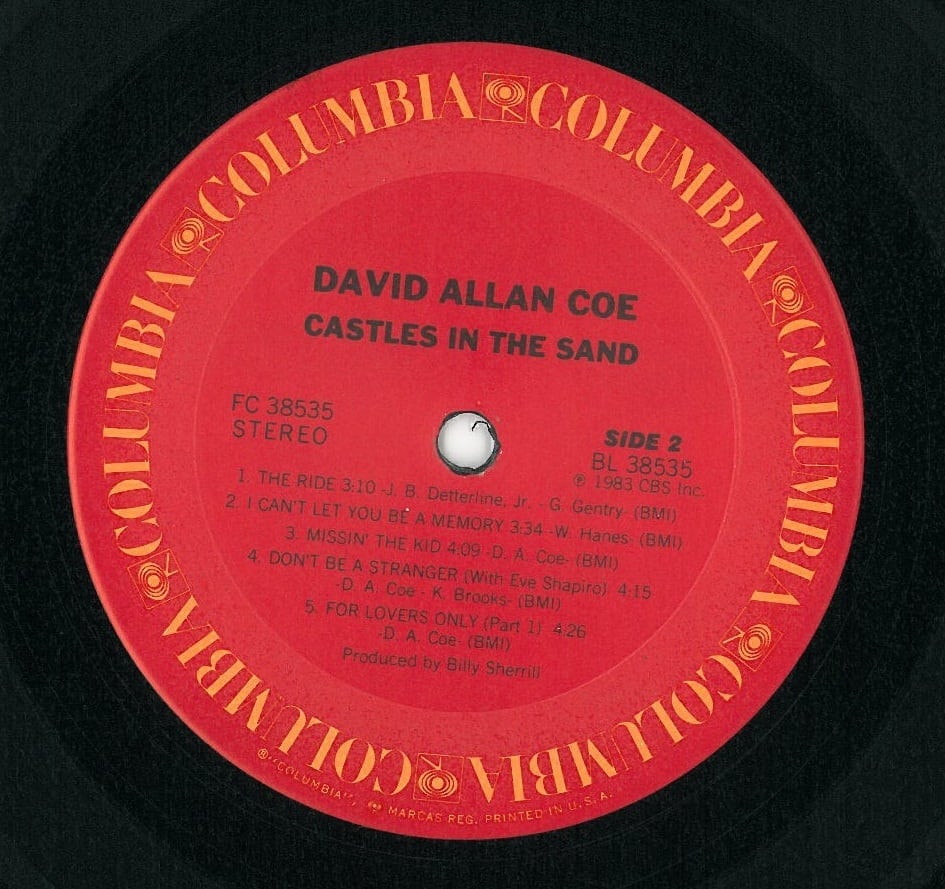 COLUMBIA COLUMBIA COLUMBIA COLUMBIA COLUMBIA COLUMBIA COLUMBIA COLUMBIA
DAVID ALLAN COE
CASTLES IN THE SAND
FC 38535
STEREO
SIDE 2
BL 38535
℗ 1983 CBS Inc.
1. THE RIDE 3:10 -J. B. Detterline, Jr. - G. Gentry- (BMI)
2. I CAN'T LET YOU BE A MEMORY 3:34 -W. Hanes- (BMI)
3. MISSIN' THE KID 4:09 -D. A. Coe- (BMI)
4. DON'T BE A STRANGER (With Eve Shapiro) 4:15
-D. A. Coe - K. Brooks- (BMI)
5. FOR LOVERS ONLY (Part 1) 4:26
-D. A. Coe- (BMI)
Produced by Billy Sherrill
®"COLUMBIA", MARCAS REG. PRINTED IN U.S.A.